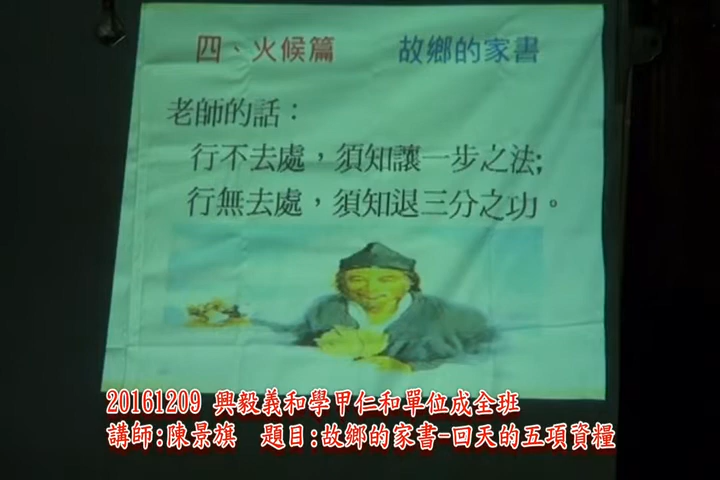 四、火候篇 故鄉的家書
老師的話：
行不去處，須知讓一步之法;
行無去處，須知退三分之功。
20161209 興毅義和學甲仁和單位成全班
講師:陳景旗 題目:故鄉的家書-回天的五項資糧